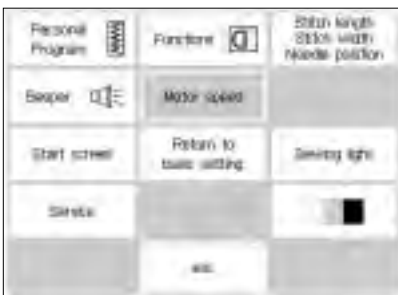 Personal
Program
Functions
Stitch length
Stitch width
Needle position
Beeper
Motor speed
Start screen
Return to
basic setting
Sewing light
Service
esc